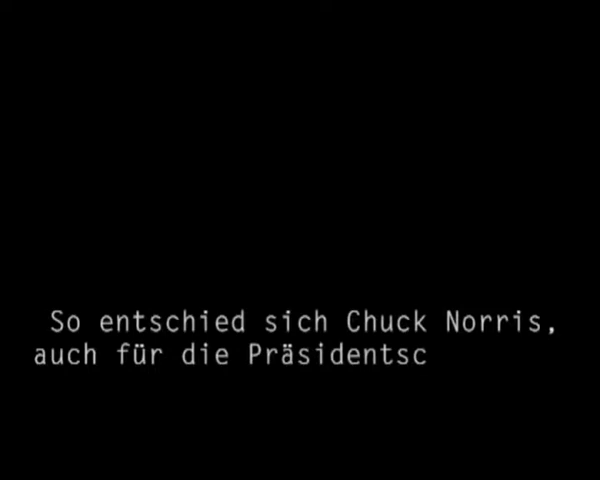 So entschied sich Chuck Norris,
auch für die Präsidentsc